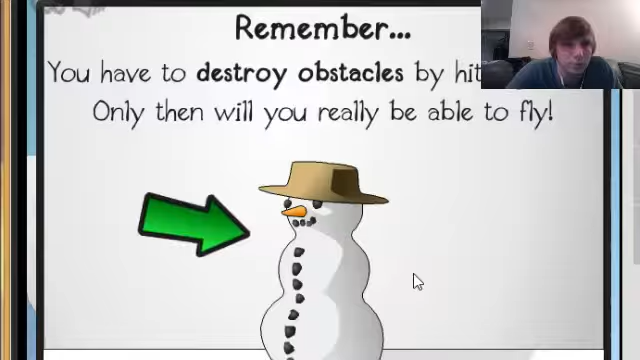 Remember...
You have to destroy obstacles by hit
Only then will you really be able to fly!